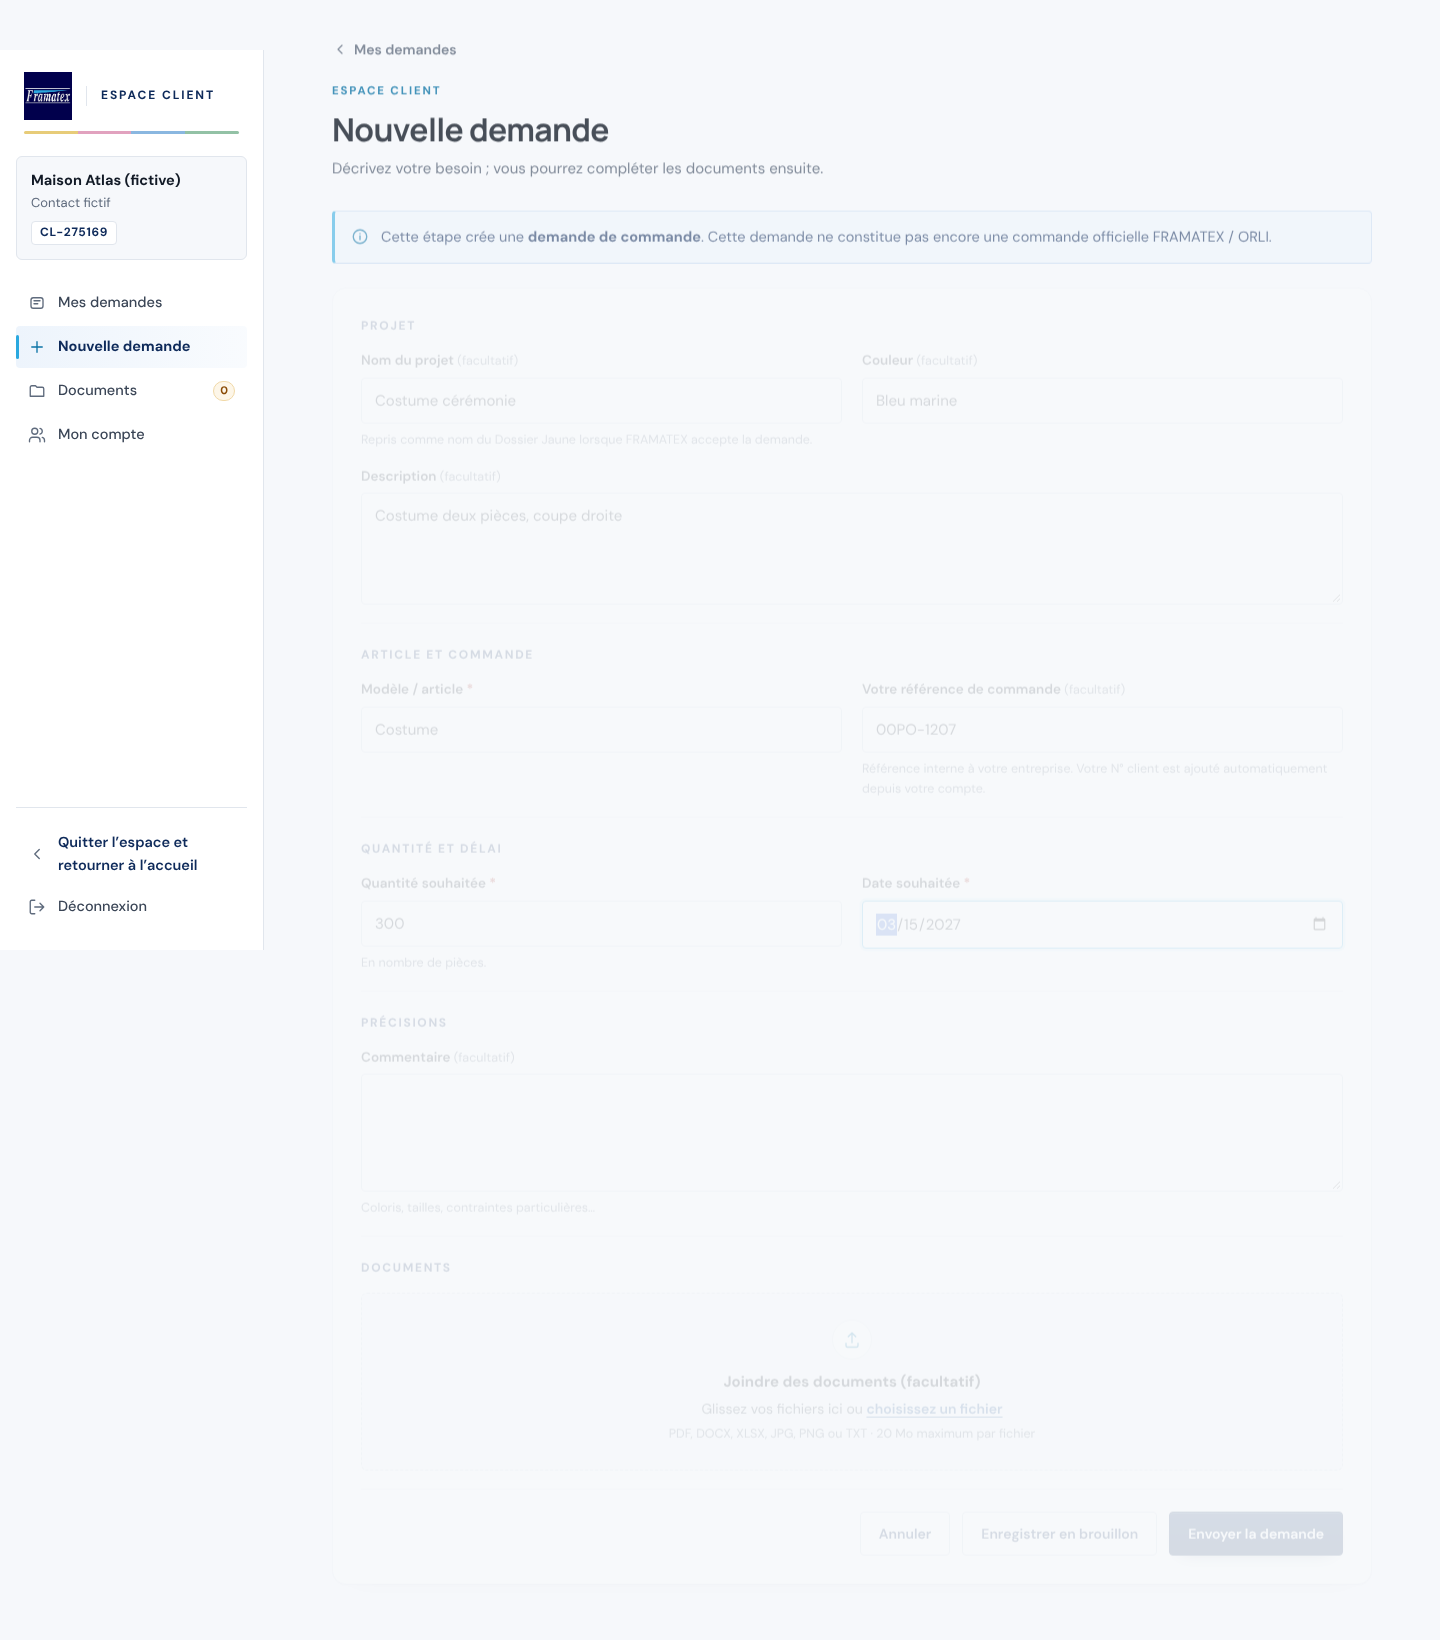 Mes demandes
ESPACE CLIENT
Nouvelle demande
Décrivez votre besoin ; vous pourrez compléter les documents ensuite.
Cette étape crée une demande de commande. Cette demande ne constitue pas encore une commande officielle FRAMATEX / ORLI.
Framatex
ESPACE CLIENT
Maison Atlas (fictive)
Contact fictif
CL-275169
Mes demandes
Nouvelle demande
Documents
0
Mon compte
Quitter l’espace et
retourner à l’accueil
Déconnexion
PROJET
Nom du projet (facultatif)
Costume cérémonie
Repris comme nom du Dossier Jaune lorsque FRAMATEX accepte la demande.
Couleur (facultatif)
Bleu marine
Description (facultatif)
Costume deux pièces, coupe droite
ARTICLE ET COMMANDE
Modèle / article *
Costume
Votre référence de commande (facultatif)
00PO-1207
Référence interne à votre entreprise. Votre N° client est ajouté automatiquement
depuis votre compte.
QUANTITÉ ET DÉLAI
Quantité souhaitée *
300
En nombre de pièces.
Date souhaitée *
03/15/2027
PRÉCISIONS
Commentaire (facultatif)
Coloris, tailles, contraintes particulières…
DOCUMENTS
Joindre des documents (facultatif)
Glissez vos fichiers ici ou choisissez un fichier
PDF, DOCX, XLSX, JPG, PNG ou TXT · 20 Mo maximum par fichier
Annuler
Enregistrer en brouillon
Envoyer la demande